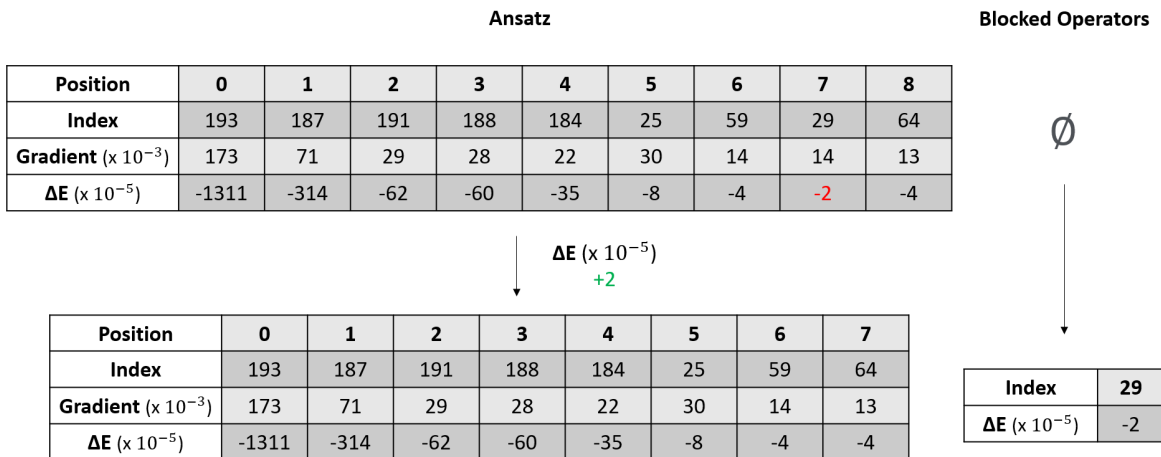 Ansatz Blocked Operators
Position 0 1 2 3 4 5 6 7 8
Index 193 187 191 188 184 25 59 29 64
Gradient (x 10⁻³) 173 71 29 28 22 30 14 14 13
ΔE (x 10⁻⁵) -1311 -314 -62 -60 -35 -8 -4 -2 -4
∅
ΔE (x 10⁻⁵)
+2
Position 0 1 2 3 4 5 6 7
Index 193 187 191 188 184 25 59 64
Gradient (x 10⁻³) 173 71 29 28 22 30 14 13
ΔE (x 10⁻⁵) -1311 -314 -62 -60 -35 -8 -4 -4
Index 29
ΔE (x 10⁻⁵) -2